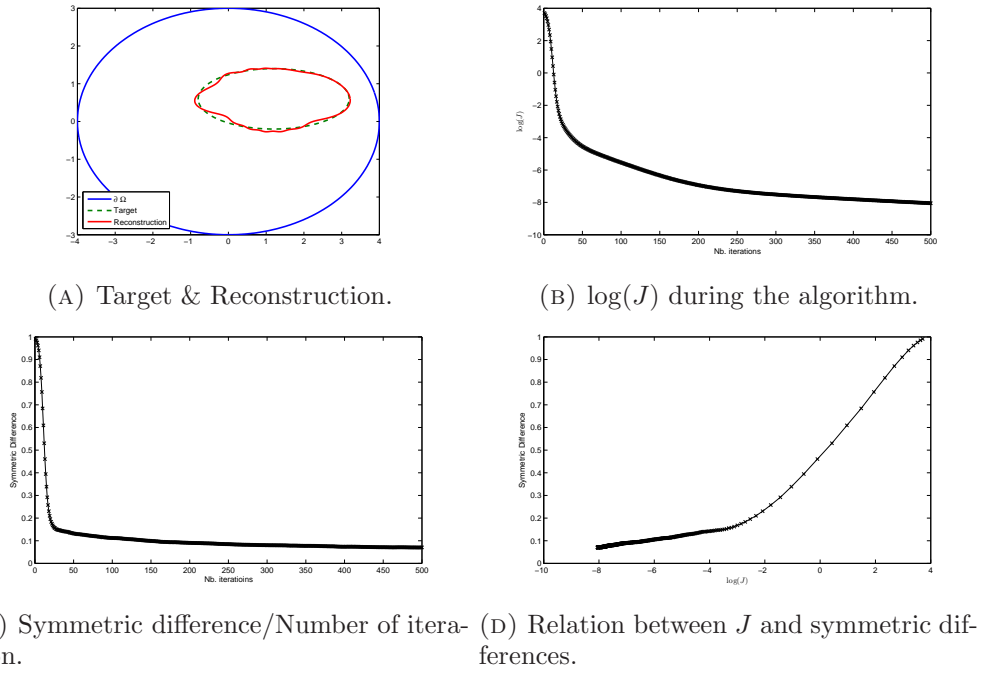 3
2
1
0
−1
−2
−3
−4 −3 −2 −1 0 1 2 3 4
∂ Ω
Target
Reconstruction
(A) Target & Reconstruction.
4
2
0
−2
−4
−6
−8
−10
log(J)
0 50 100 150 200 250 300 350 400 450 500
Nb. iterations
(B) log(J) during the algorithm.
1
0.9
0.8
0.7
0.6
0.5
0.4
0.3
0.2
0.1
0
Symmetric Difference
0 50 100 150 200 250 300 350 400 450 500
Nb. iteratioins
) Symmetric difference/Number of itera-
n.
1
0.9
0.8
0.7
0.6
0.5
0.4
0.3
0.2
0.1
0
Symmetric Difference
−10 −8 −6 −4 −2 0 2 4
log(J)
(D) Relation between J and symmetric dif-
ferences.